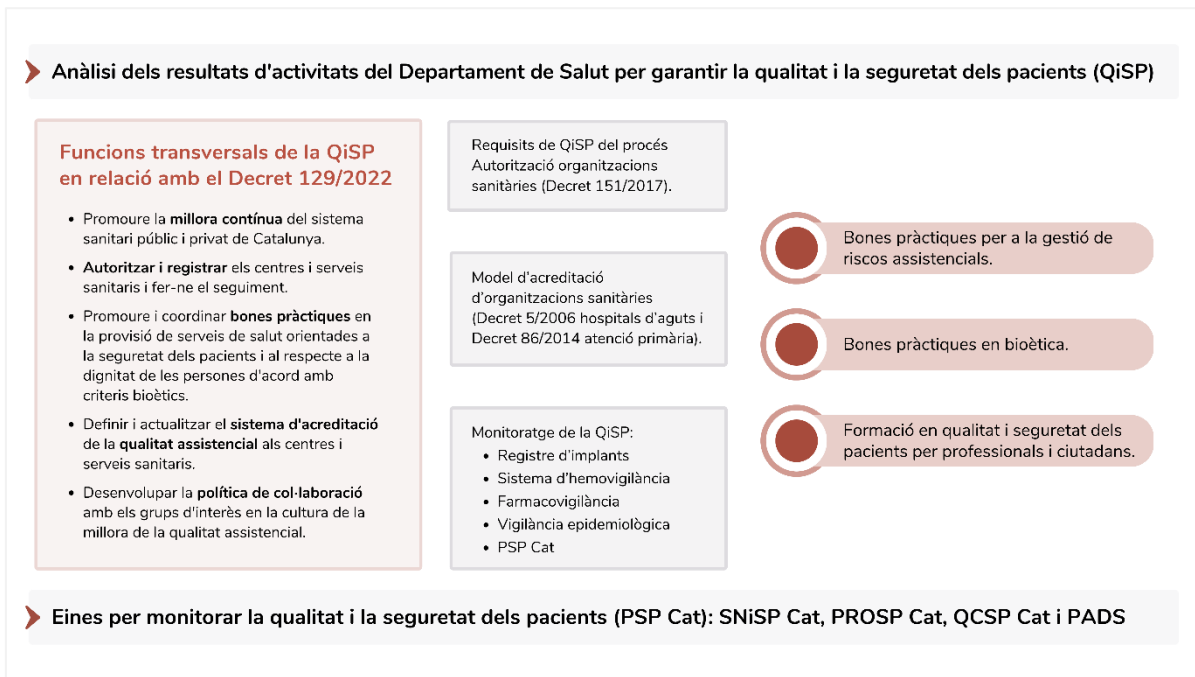 Anàlisi dels resultats d'activitats del Departament de Salut per garantir la qualitat i la seguretat dels pacients (QiSP)
Funcions transversals de la QiSP
en relació amb el Decret 129/2022
• Promoure la millora contínua del sistema
sanitari públic i privat de Catalunya.
• Autoritzar i registrar els centres i serveis
sanitaris i fer-ne el seguiment.
• Promoure i coordinar bones pràctiques en
la provisió de serveis de salut orientades a
la seguretat dels pacients i al respecte a la
dignitat de les persones d'acord amb
criteris bioètics.
• Definir i actualitzar el sistema d'acreditació
de la qualitat assistencial als centres i
serveis sanitaris.
• Desenvolupar la política de col·laboració
amb els grups d'interès en la cultura de la
millora de la qualitat assistencial.
Requisits de QiSP del procés
Autorització organitzacions
sanitàries (Decret 151/2017).
Model d'acreditació
d'organitzacions sanitàries
(Decret 5/2006 hospitals d'aguts i
Decret 86/2014 atenció primària).
Monitoratge de la QiSP:
• Registre d'implants
• Sistema d'hemovigilància
• Farmacovigilància
• Vigilància epidemiològica
• PSP Cat
Bones pràctiques per a la gestió de
riscos assistencials.
Bones pràctiques en bioètica.
Formació en qualitat i seguretat dels
pacients per professionals i ciutadans.
Eines per monitorar la qualitat i la seguretat dels pacients (PSP Cat): SNiSP Cat, PROSP Cat, QCSP Cat i PADS